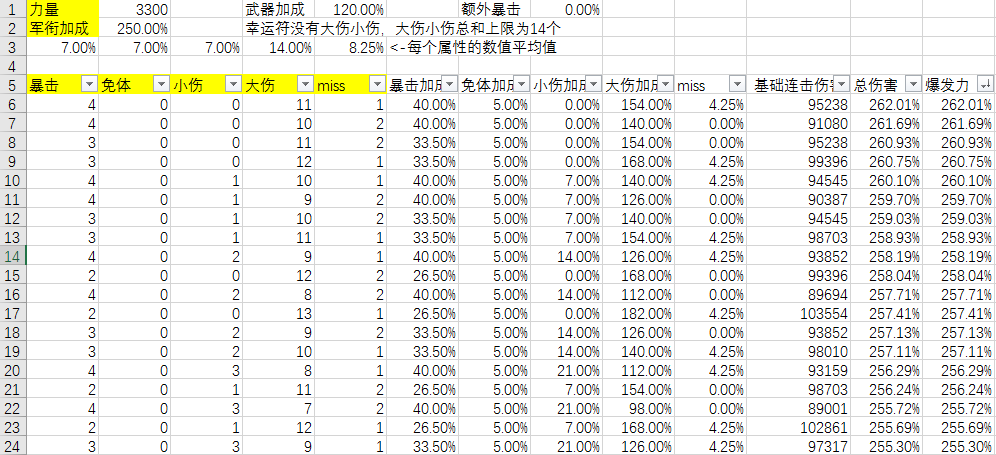 1 力量 3300 武器加成 120.00% 额外暴击 0.00%
2 军衔加成 250.00% 幸运符没有大伤小伤，大伤小伤总和上限为14个
3 7.00% 7.00% 7.00% 14.00% 8.25% <-每个属性的数值平均值
4
5 暴击 免体 小伤 大伤 miss 暴击加成 免体加成 小伤加成 大伤加成 miss 基础连击伤害 总伤害 爆发力
6 4 0 0 11 1 40.00% 5.00% 0.00% 154.00% 4.25% 95238 262.01% 262.01%
7 4 0 0 10 2 40.00% 5.00% 0.00% 140.00% 0.00% 91080 261.69% 261.69%
8 3 0 0 11 2 33.50% 5.00% 0.00% 154.00% 0.00% 95238 260.93% 260.93%
9 3 0 0 12 1 33.50% 5.00% 0.00% 168.00% 4.25% 99396 260.75% 260.75%
10 4 0 1 10 1 40.00% 5.00% 7.00% 140.00% 4.25% 94545 260.10% 260.10%
11 4 0 1 9 2 40.00% 5.00% 7.00% 126.00% 0.00% 90387 259.70% 259.70%
12 3 0 1 10 2 33.50% 5.00% 7.00% 140.00% 0.00% 94545 259.03% 259.03%
13 3 0 1 11 1 33.50% 5.00% 7.00% 154.00% 4.25% 98703 258.93% 258.93%
14 4 0 2 9 1 40.00% 5.00% 14.00% 126.00% 4.25% 93852 258.19% 258.19%
15 2 0 0 12 2 26.50% 5.00% 0.00% 168.00% 0.00% 99396 258.04% 258.04%
16 4 0 2 8 2 40.00% 5.00% 14.00% 112.00% 0.00% 89694 257.71% 257.71%
17 2 0 0 13 1 26.50% 5.00% 0.00% 182.00% 4.25% 103554 257.41% 257.41%
18 3 0 2 9 2 33.50% 5.00% 14.00% 126.00% 0.00% 93852 257.13% 257.13%
19 3 0 2 10 1 33.50% 5.00% 14.00% 140.00% 4.25% 98010 257.11% 257.11%
20 4 0 3 8 1 40.00% 5.00% 21.00% 112.00% 4.25% 93159 256.29% 256.29%
21 2 0 1 11 2 26.50% 5.00% 7.00% 154.00% 0.00% 98703 256.24% 256.24%
22 4 0 3 7 2 40.00% 5.00% 21.00% 98.00% 0.00% 89001 255.72% 255.72%
23 2 0 1 12 1 26.50% 5.00% 7.00% 168.00% 4.25% 102861 255.69% 255.69%
24 3 0 3 9 1 33.50% 5.00% 21.00% 126.00% 4.25% 97317 255.30% 255.30%